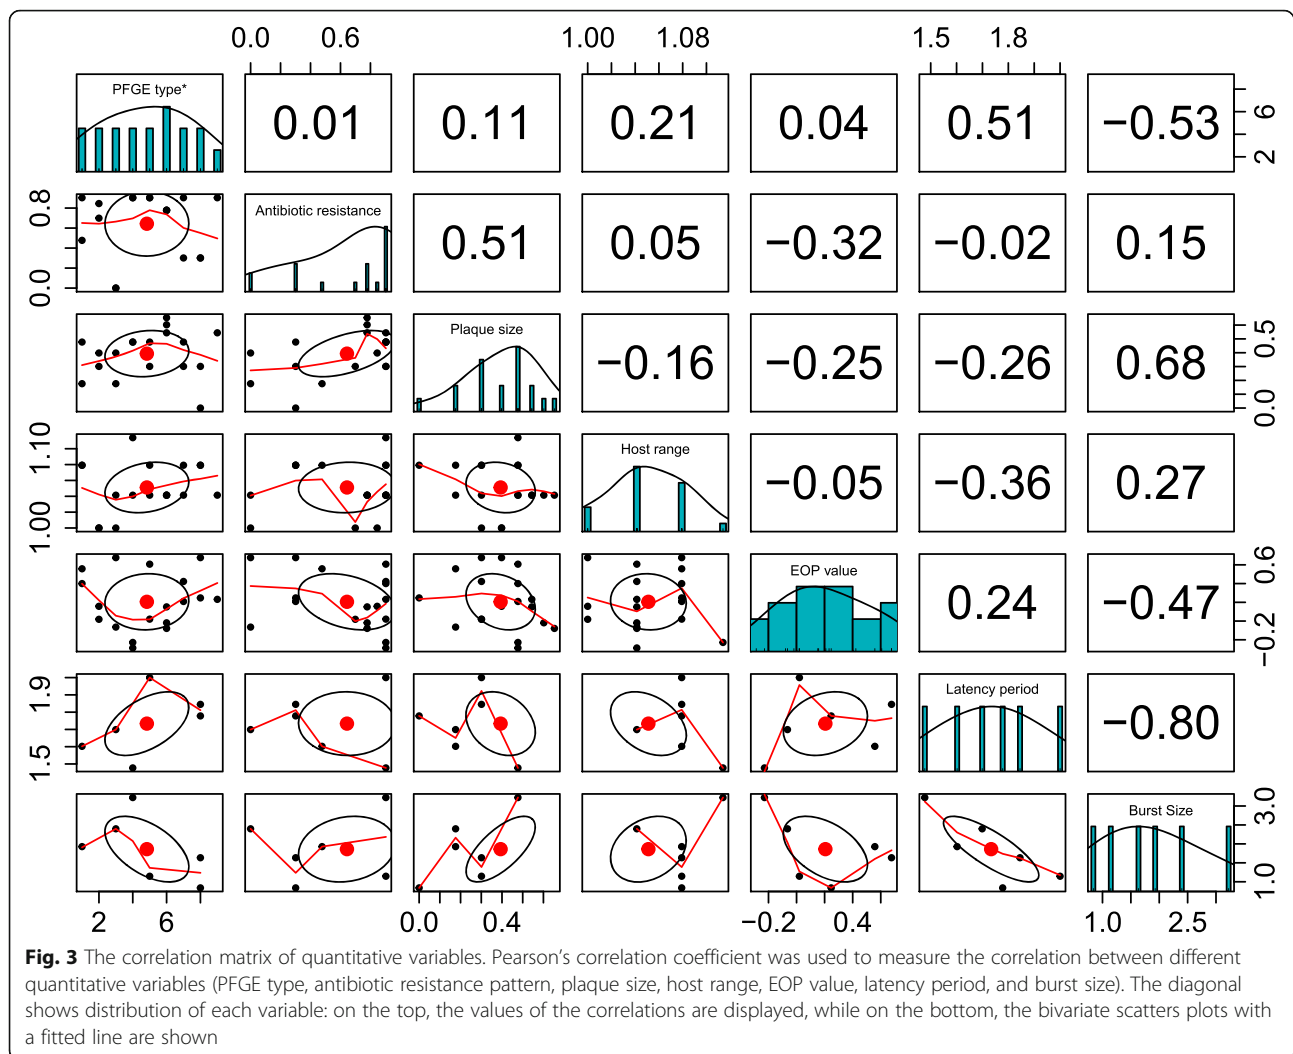 0.0 0.6 1.00 1.08 1.5 1.8
PFGE type* 0.01 0.11 0.21 0.04 0.51 −0.53 2 6
0.0 0.8 Antibiotic resistance 0.51 0.05 −0.32 −0.02 0.15
Plaque size −0.16 −0.25 −0.26 0.68 0.0 0.5
1.00 1.10 Host range −0.05 −0.36 0.27
EOP value 0.24 −0.47 −0.2 0.6
1.5 1.9 Latency period −0.80
Burst Size 1.0 3.0
2 6 0.0 0.4 −0.2 0.4 1.0 2.5
Fig. 3 The correlation matrix of quantitative variables. Pearson’s correlation coefficient was used to measure the correlation between different
quantitative variables (PFGE type, antibiotic resistance pattern, plaque size, host range, EOP value, latency period, and burst size). The diagonal
shows distribution of each variable: on the top, the values of the correlations are displayed, while on the bottom, the bivariate scatters plots with
a fitted line are shown